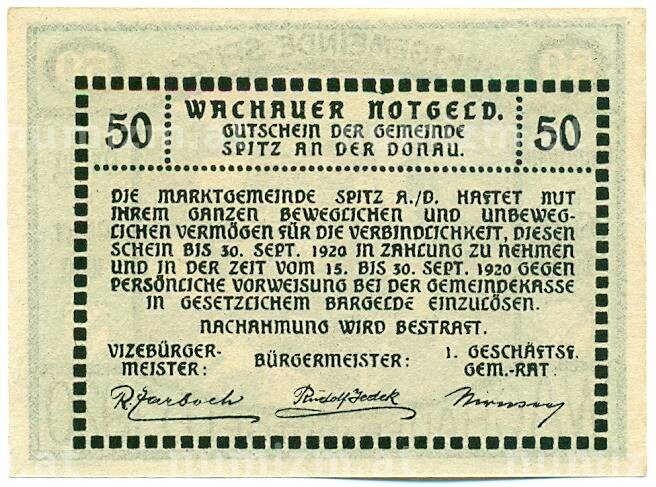 50 WACHAUER NOTGELD. 50
GUTSCHEIN DER GEMEINDE
SPITZ AN DER DONAU.
DIE MARKTGEMEINDE SPITZ A./D. HAFTET MIT
IHREM GANZEN BEWEGLICHEN UND UNBEWEG-
LICHEN VERMÖGEN FÜR DIE VERBINDLICHKEIT, DIESEN
SCHEIN BIS 30. SEPT. 1920 IN ZAHLUNG ZU NEHMEN
UND IN DER ZEIT VOM 15. BIS 30. SEPT. 1920 GEGEN
PERSÖNLICHE VORWEISUNG BEI DER GEMEINDEKASSE
IN GESETZLICHEM BARGELDE EINZULÖSEN.
NACHAHMUNG WIRD BESTRAFT.
VIZEBÜRGER-
MEISTER:
BÜRGERMEISTER:
1. GESCHÄFTSF.
GEM.-RAT:
Rudolf Jedek